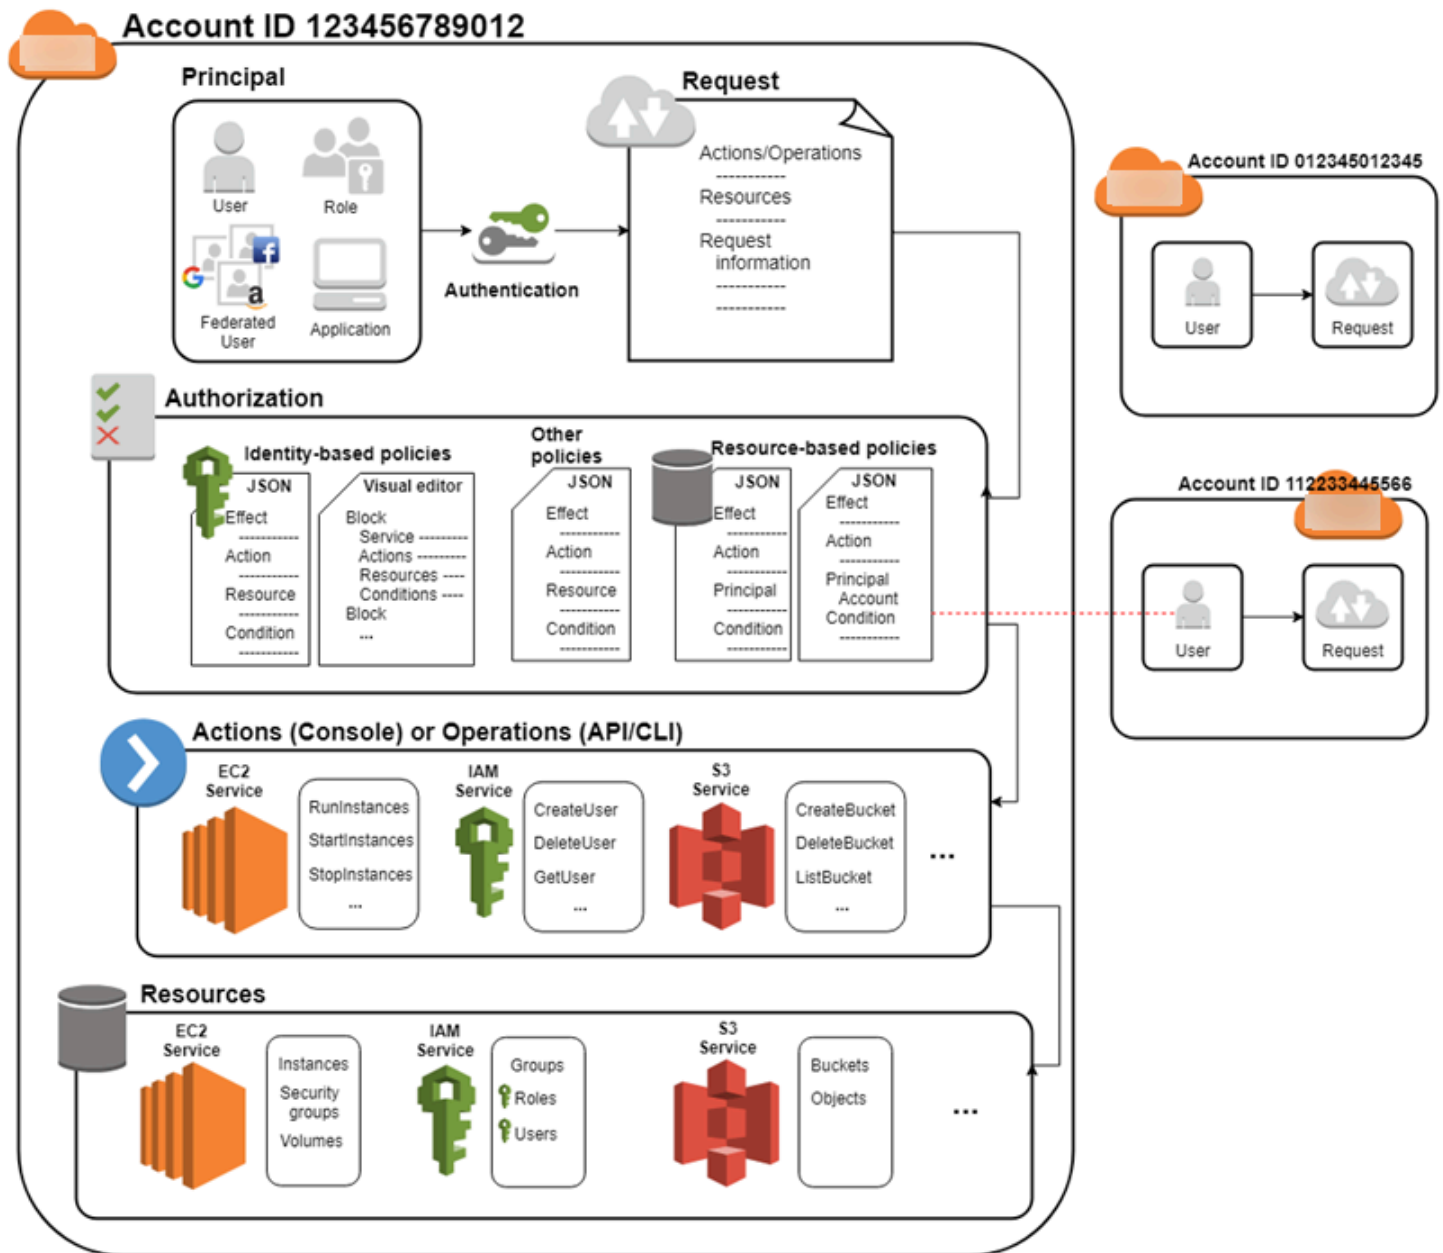 Account ID 123456789012
Principal
User
Role
Federated
User
Application
Authentication
Request
Actions/Operations
-----------
Resources
-----------
Request
information
-----------
-----------
Account ID 012345012345
User
Request
Authorization
Identity-based policies
JSON
Effect
-----------
Action
-----------
Resource
-----------
Condition
-----------
Visual editor
Block
Service ---------
Actions ---------
Resources ----
Conditions ----
Block
...
Other
policies
JSON
Effect
-----------
Action
-----------
Resource
-----------
Condition
-----------
Resource-based policies
JSON
Effect
-----------
Action
-----------
Principal
-----------
Condition
-----------
JSON
Effect
-----------
Action
-----------
Principal
Account
Condition
-----------
Account ID 112233445566
User
Request
Actions (Console) or Operations (API/CLI)
EC2
Service
RunInstances
StartInstances
StopInstances
...
IAM
Service
CreateUser
DeleteUser
GetUser
...
S3
Service
CreateBucket
DeleteBucket
ListBucket
...
...
Resources
EC2
Service
Instances
Security
groups
Volumes
IAM
Service
Groups
Roles
Users
S3
Service
Buckets
Objects
...